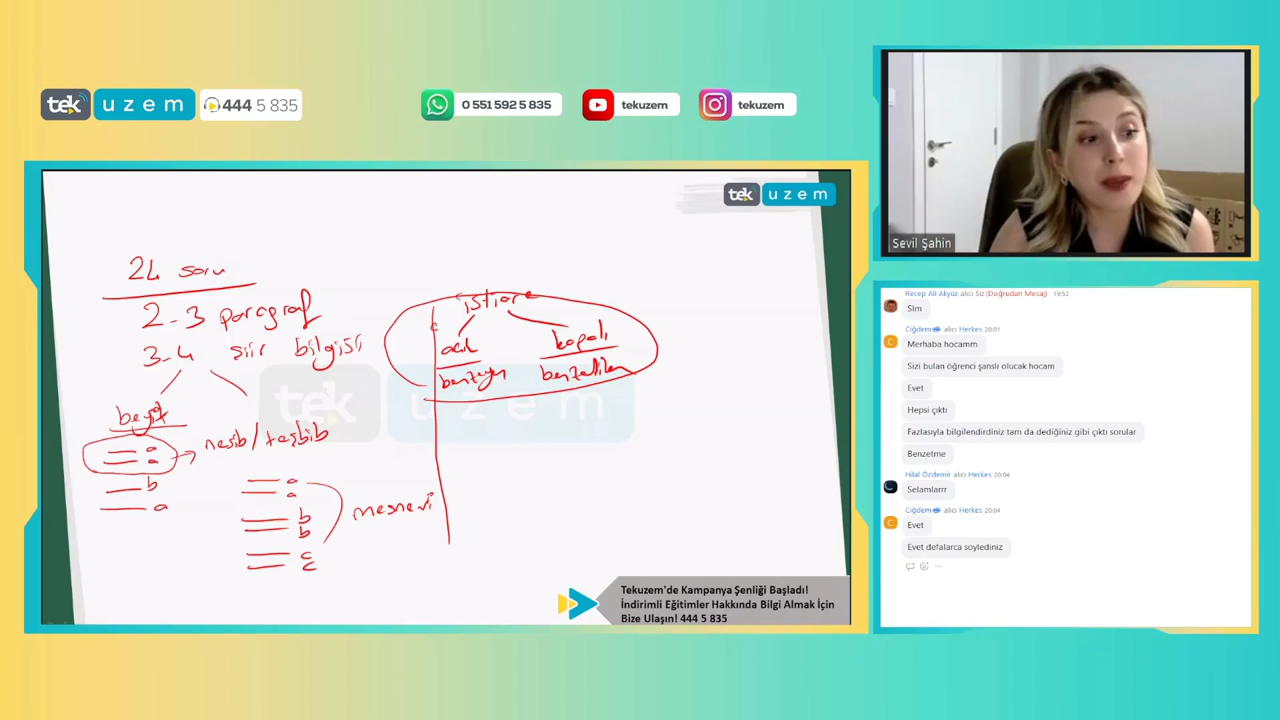 tek uzem 444 5 835
0 551 592 5 835
tekuzem
tekuzem
tek uzem
24 soru
2-3 paragraf
3-4 şiir bilgisi
beyit
a
a
nesib/teşbib
b
a
a
a
b
b
c
c
mesnevi
istiare
açık
kapalı
benzeyen
benzetilen
tek uzem
Tekuzem'de Kampanya Şenliği Başladı!
İndirimli Eğitimler Hakkında Bilgi Almak İçin
Bize Ulaşın! 444 5 835
Sevil Şahin
Recep Ali Akyüz alıcı Siz (Doğrudan Mesaj) 19:52
Slm
Çiğdem alıcı Herkes 20:01
Merhaba hocamm
Sizi bulan öğrenci şanslı olucak hocam
Evet
Hepsi çıktı
Fazlasıyla bilgilendirdiniz tam da dediğiniz gibi çıktı sorular
Benzetme
Hilal Özdemir alıcı Herkes 20:04
Selamlarrr
Çiğdem alıcı Herkes 20:04
Evet
Evet defalarca soylediniz